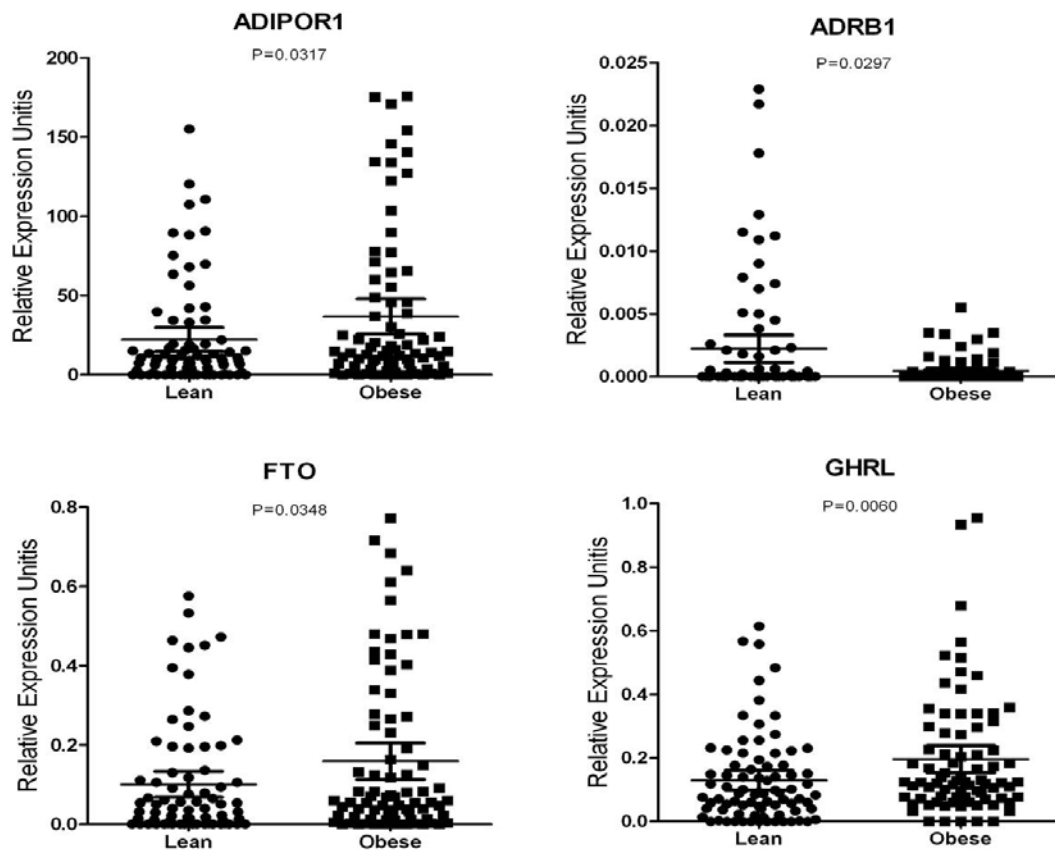 ADIPOR1
P=0.0317
Relative Expression Unitis
200
150
100
50
0
Lean Obese
ADRB1
P=0.0297
Relative Expression Unitis
0.025
0.020
0.015
0.010
0.005
0.000
Lean Obese
FTO
P=0.0348
Relative Expression Unitis
0.8
0.6
0.4
0.2
0.0
Lean Obese
GHRL
P=0.0060
Relative Expression Unitis
1.0
0.8
0.6
0.4
0.2
0.0
Lean Obese